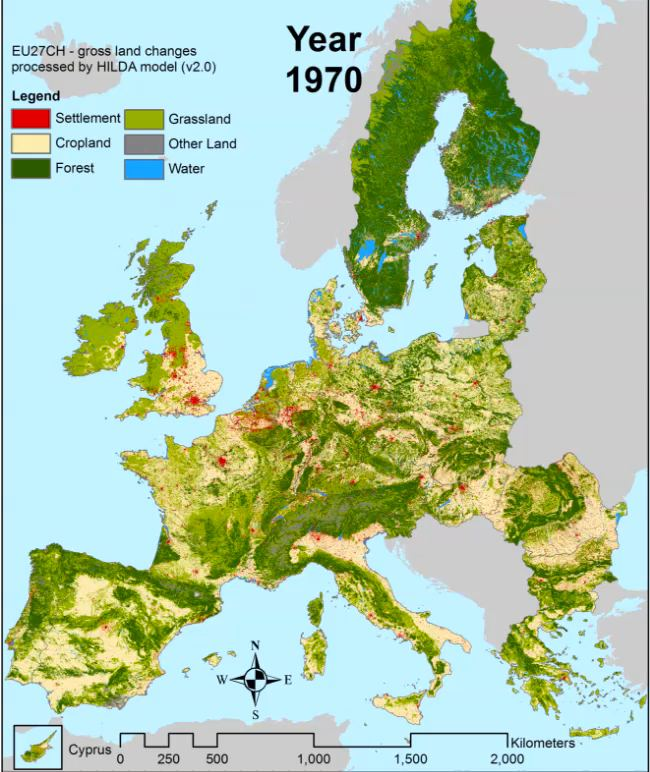 EU27CH - gross land changes
processed by HILDA model (v2.0)
Year
1970
Legend
Settlement
Grassland
Cropland
Other Land
Forest
Water
N
W
E
S
Cyprus
Kilometers
0
250
500
1,000
1,500
2,000